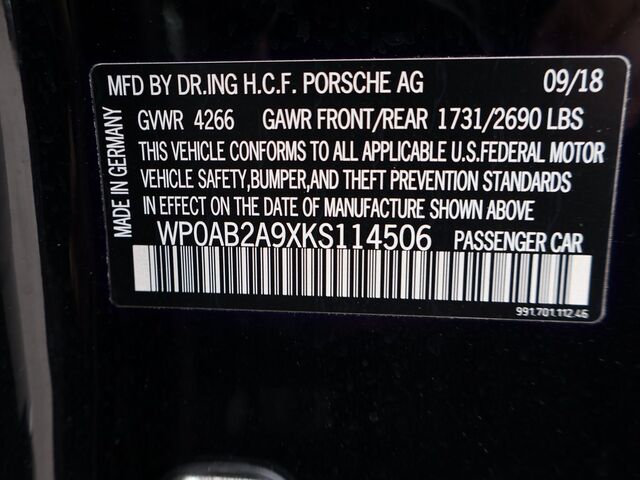 MFD BY DR.ING H.C.F. PORSCHE AG 09/18
GVWR 4266 GAWR FRONT/REAR 1731/2690 LBS
THIS VEHICLE CONFORMS TO ALL APPLICABLE U.S.FEDERAL MOTOR
VEHICLE SAFETY,BUMPER,AND THEFT PREVENTION STANDARDS
IN EFFECT ON THE DATE OF MANUFACTURE SHOWN ABOVE
WP0AB2A9XKS114506 PASSENGER CAR
991.701.112.46
MADE IN GERMANY